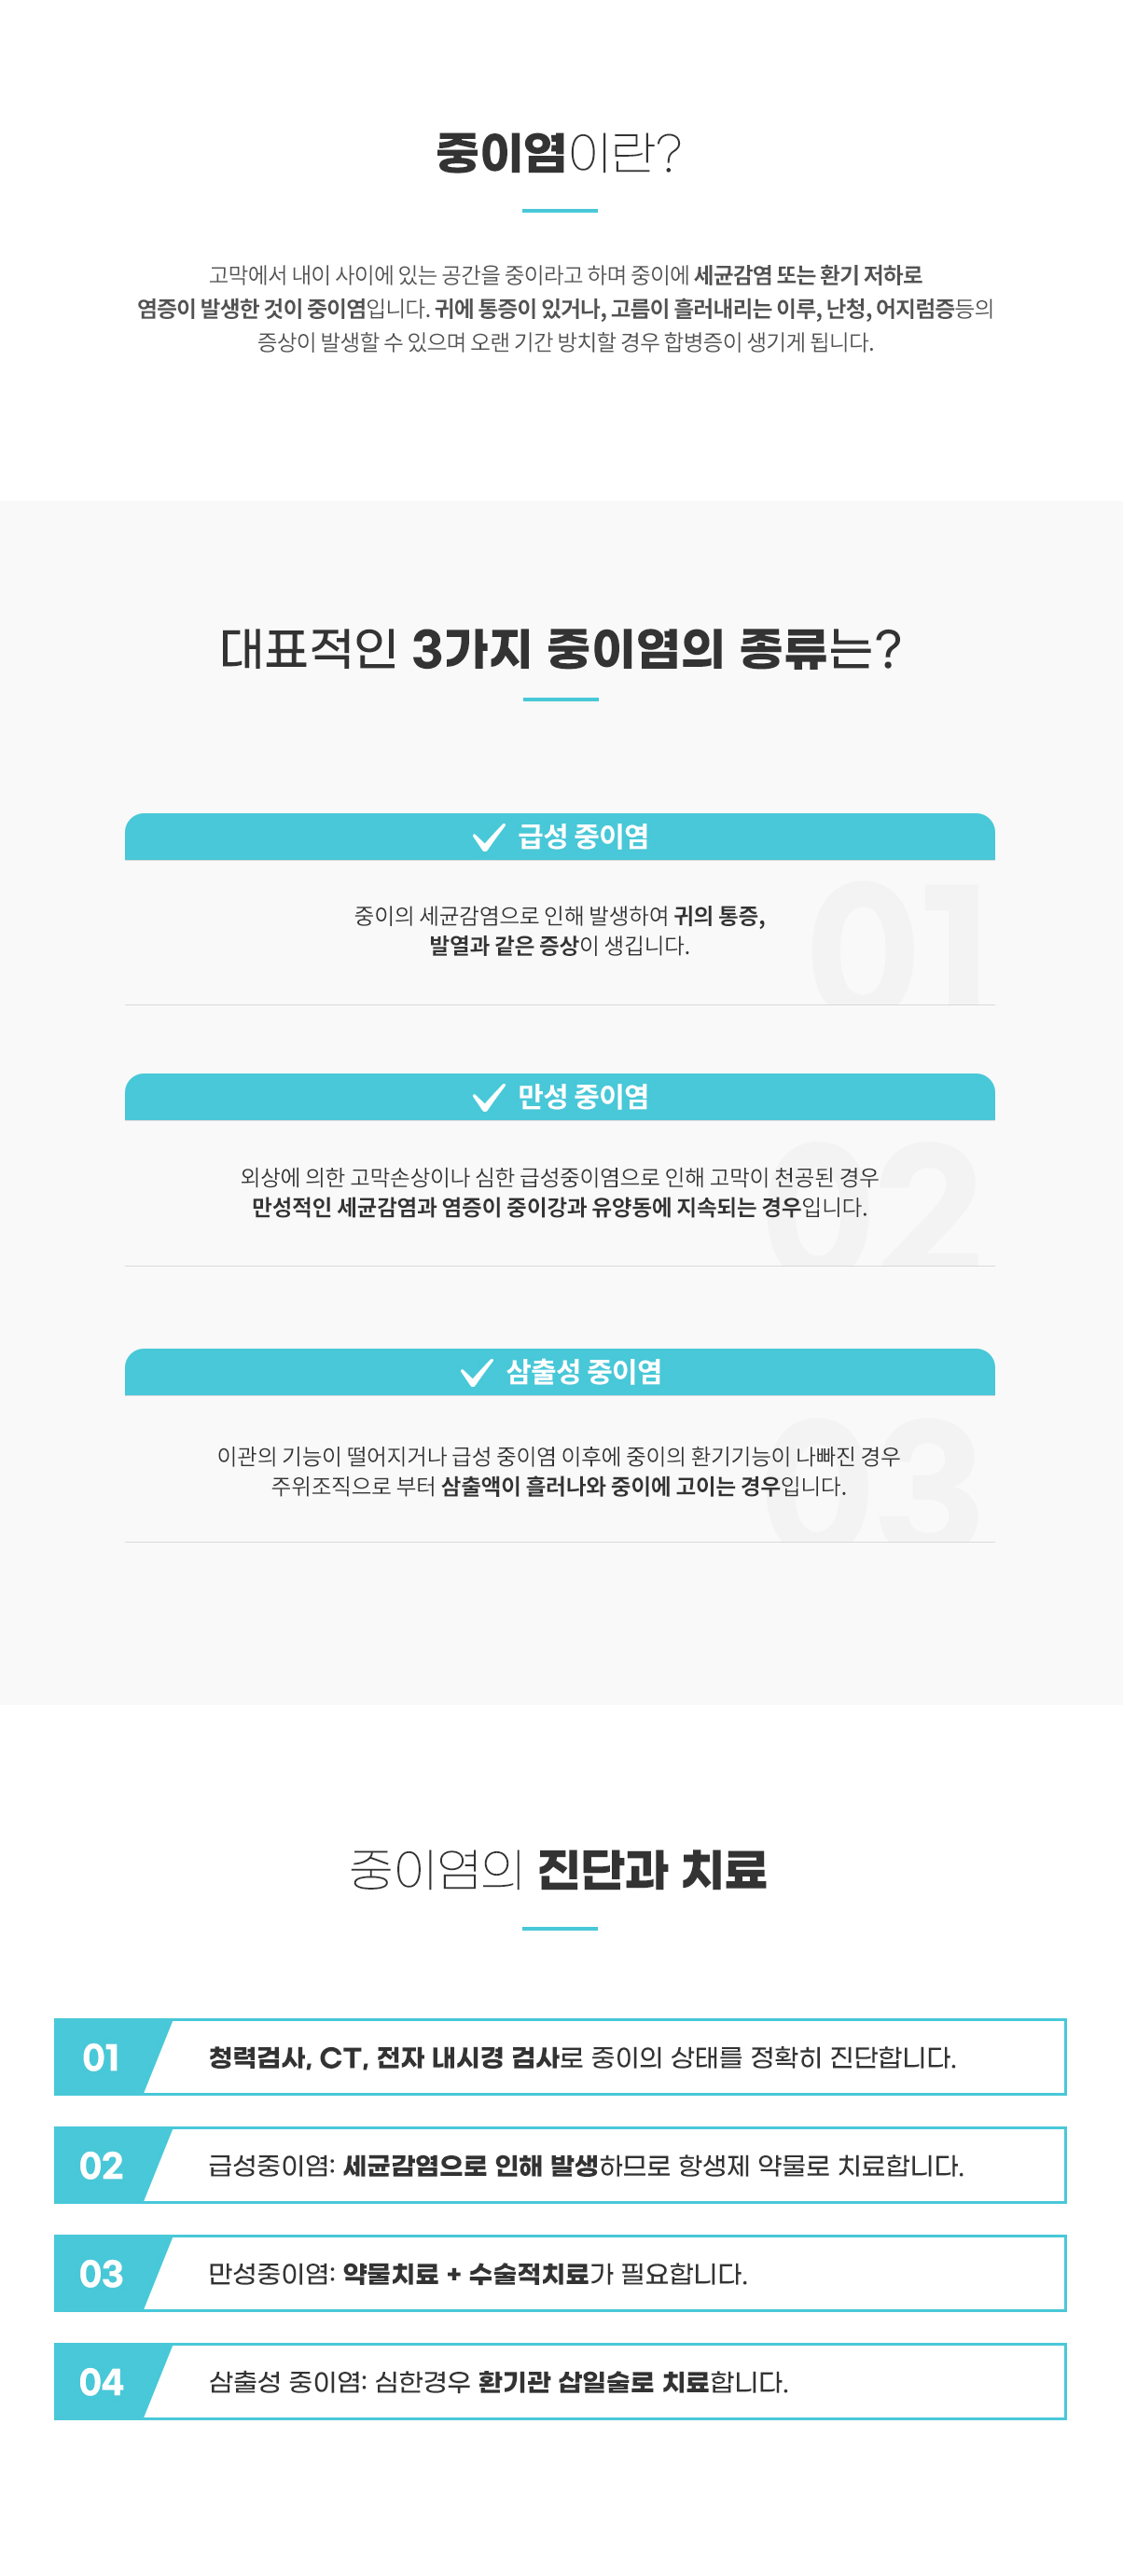 중이염이란?
고막에서 내이 사이에 있는 공간을 중이라고 하며 중이에 세균감염 또는 환기 저하로
염증이 발생한 것이 중이염입니다. 귀에 통증이 있거나, 고름이 흘러내리는 이루, 난청, 어지럼증등의
증상이 발생할 수 있으며 오랜 기간 방치할 경우 합병증이 생기게 됩니다.
대표적인 3가지 중이염의 종류는?
급성 중이염
01
중이의 세균감염으로 인해 발생하여 귀의 통증,
발열과 같은 증상이 생깁니다.
만성 중이염
02
외상에 의한 고막손상이나 심한 급성중이염으로 인해 고막이 천공된 경우
만성적인 세균감염과 염증이 중이강과 유양동에 지속되는 경우입니다.
삼출성 중이염
03
이관의 기능이 떨어지거나 급성 중이염 이후에 중이의 환기기능이 나빠진 경우
주위조직으로 부터 삼출액이 흘러나와 중이에 고이는 경우입니다.
중이염의 진단과 치료
01 청력검사, CT, 전자 내시경 검사로 중이의 상태를 정확히 진단합니다.
02 급성중이염: 세균감염으로 인해 발생하므로 항생제 약물로 치료합니다.
03 만성중이염: 약물치료 + 수술적치료가 필요합니다.
04 삼출성 중이염: 심한경우 환기관 삽일술로 치료합니다.